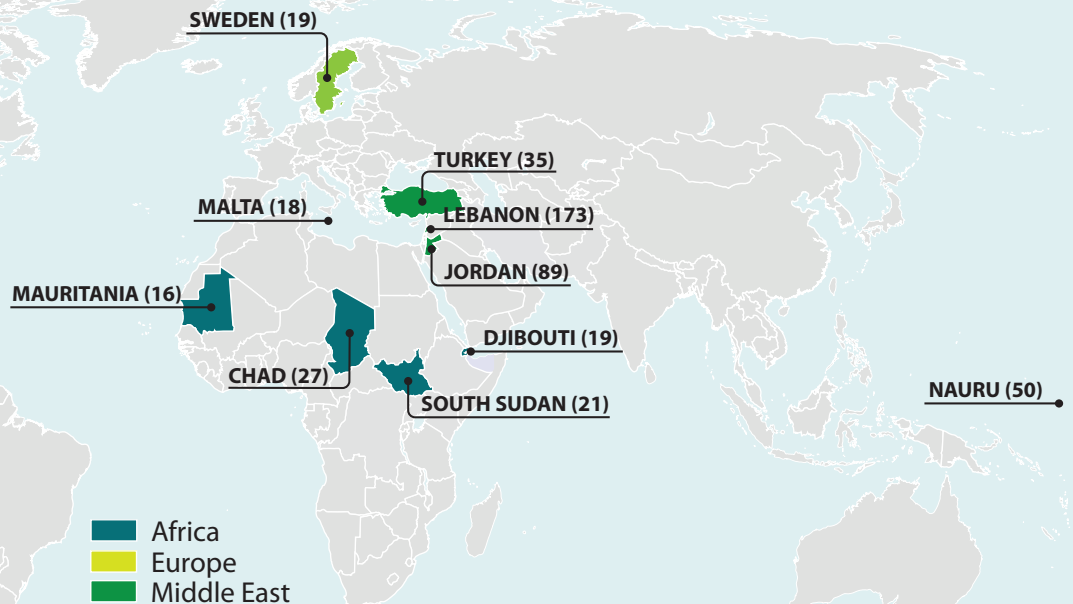 SWEDEN (19)
TURKEY (35)
MALTA (18)
LEBANON (173)
JORDAN (89)
MAURITANIA (16)
DJIBOUTI (19)
CHAD (27)
NAURU (50)
SOUTH SUDAN (21)
Africa
Europe
Middle East